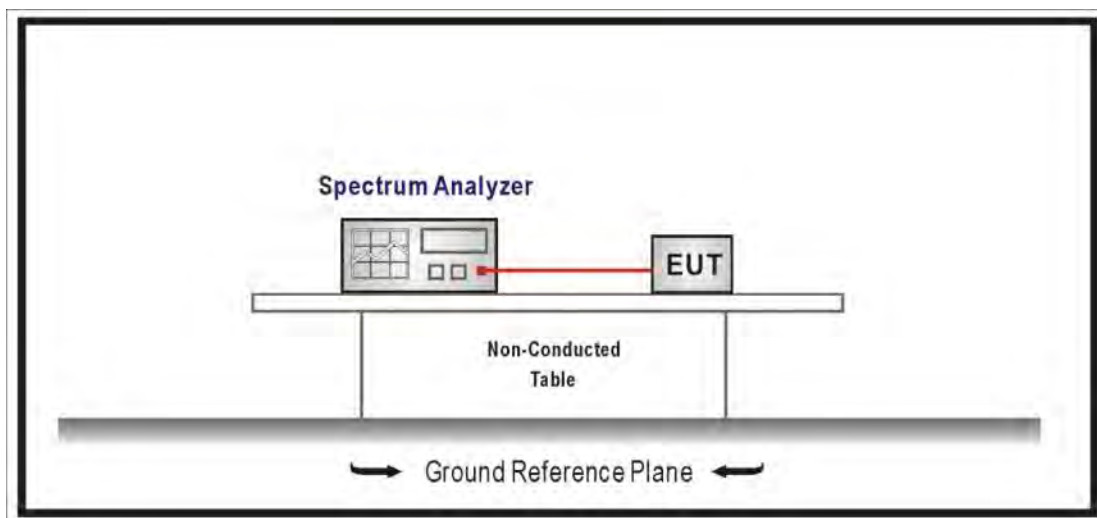 Spectrum Analyzer
EUT
Non-Conducted
Table
Ground Reference Plane